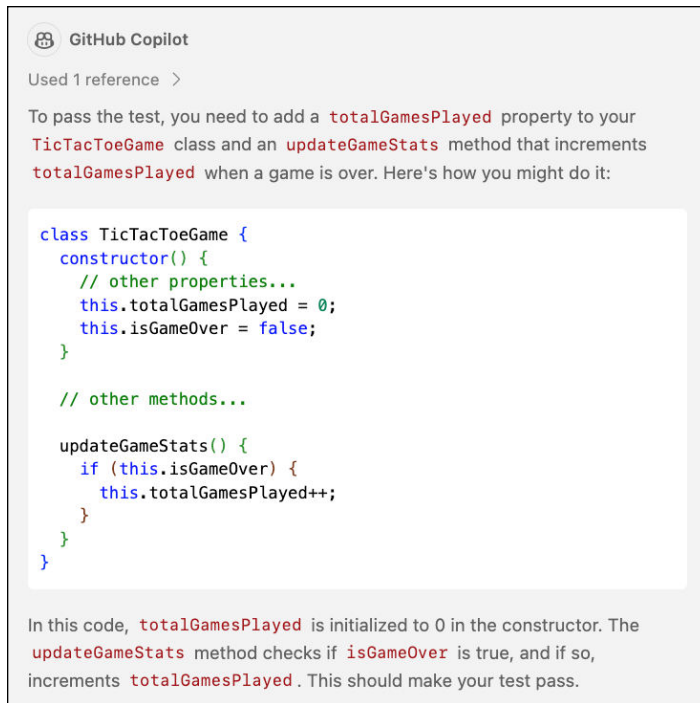 GitHub Copilot
Used 1 reference >
To pass the test, you need to add a totalGamesPlayed property to your
TicTacToeGame class and an updateGameStats method that increments
totalGamesPlayed when a game is over. Here's how you might do it:
class TicTacToeGame {
  constructor() {
    // other properties...
    this.totalGamesPlayed = 0;
    this.isGameOver = false;
  }
  // other methods...
  updateGameStats() {
    if (this.isGameOver) {
      this.totalGamesPlayed++;
    }
  }
}
In this code, totalGamesPlayed is initialized to 0 in the constructor. The
updateGameStats method checks if isGameOver is true, and if so,
increments totalGamesPlayed. This should make your test pass.